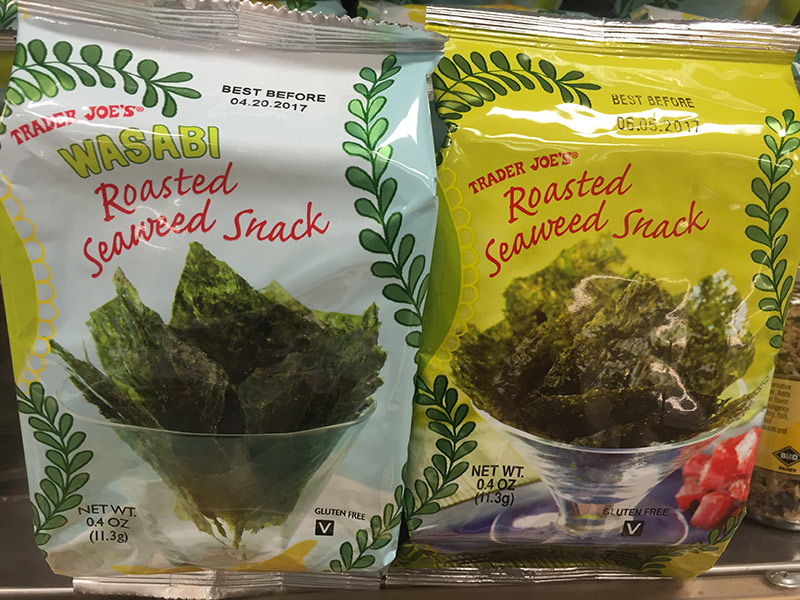 BEST BEFORE
04.20.2017
TRADER JOE'S®
WASABI
Roasted
Seaweed Snack
NET WT.
0.4 OZ
(11.3g)
GLUTEN FREE
V
BEST BEFORE
06.05.2017
TRADER JOE'S®
Roasted
Seaweed Snack
NET WT.
0.4 OZ
(11.3g)
GLUTEN FREE
V